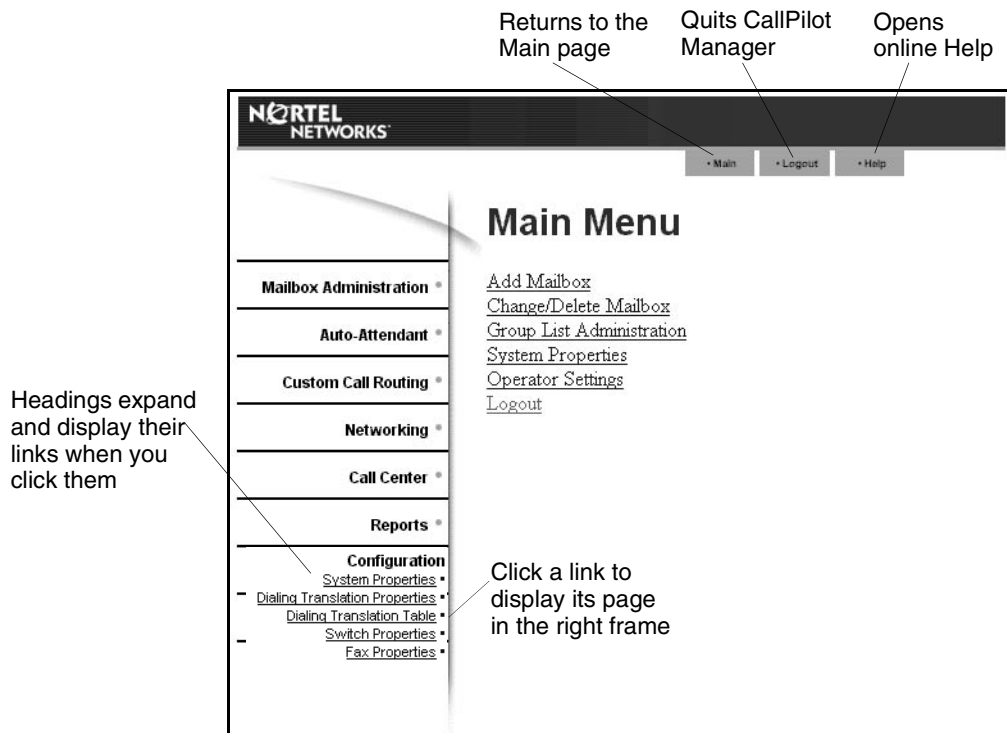 Returns to the
Main page
Quits CallPilot
Manager
Opens
online Help
NORTEL
NETWORKS
• Main
• Logout
• Help
Main Menu
Add Mailbox
Change/Delete Mailbox
Group List Administration
System Properties
Operator Settings
Logout
Mailbox Administration
Auto-Attendant
Custom Call Routing
Networking
Call Center
Reports
Configuration
System Properties
Dialing Translation Properties
Dialing Translation Table
Switch Properties
Fax Properties
Headings expand
and display their
links when you
click them
Click a link to
display its page
in the right frame